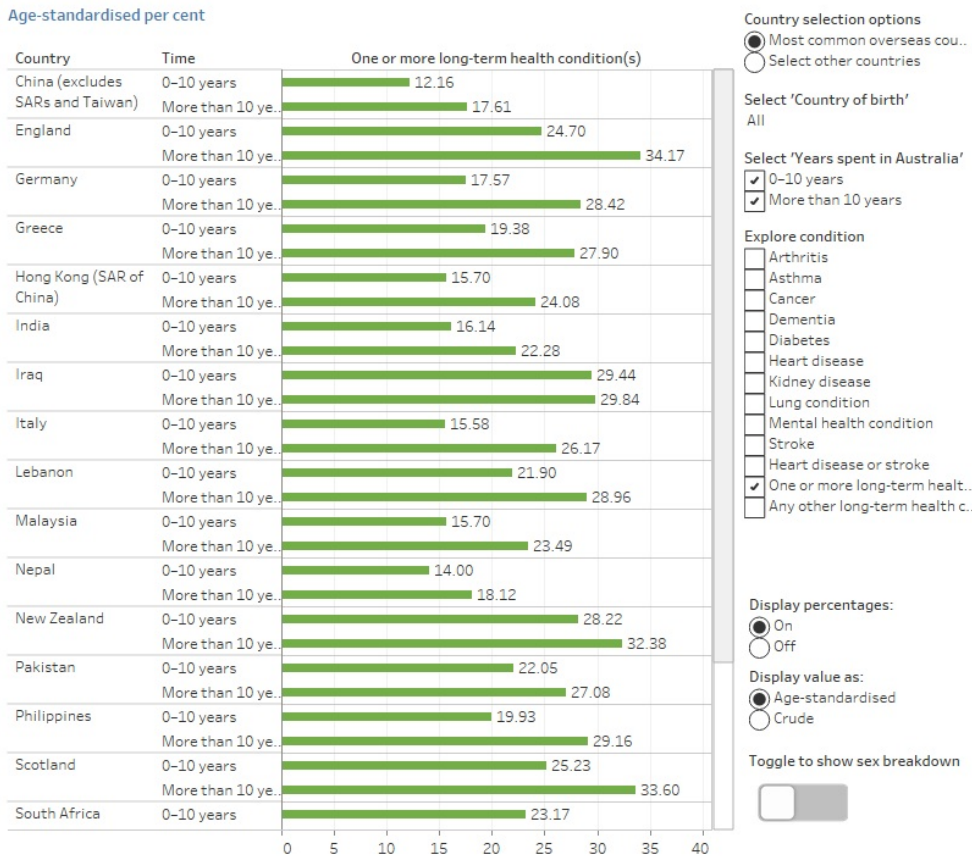 Age-standardised per cent
Country Time One or more long-term health condition(s)
China (excludes SARs and Taiwan) 0–10 years 12.16
More than 10 ye.. 17.61
England 0–10 years 24.70
More than 10 ye.. 34.17
Germany 0–10 years 17.57
More than 10 ye.. 28.42
Greece 0–10 years 19.38
More than 10 ye.. 27.90
Hong Kong (SAR of China) 0–10 years 15.70
More than 10 ye.. 24.08
India 0–10 years 16.14
More than 10 ye.. 22.28
Iraq 0–10 years 29.44
More than 10 ye.. 29.84
Italy 0–10 years 15.58
More than 10 ye.. 26.17
Lebanon 0–10 years 21.90
More than 10 ye.. 28.96
Malaysia 0–10 years 15.70
More than 10 ye.. 23.49
Nepal 0–10 years 14.00
More than 10 ye.. 18.12
New Zealand 0–10 years 28.22
More than 10 ye.. 32.38
Pakistan 0–10 years 22.05
More than 10 ye.. 27.08
Philippines 0–10 years 19.93
More than 10 ye.. 29.16
Scotland 0–10 years 25.23
More than 10 ye.. 33.60
South Africa 0–10 years 23.17
0 5 10 15 20 25 30 35 40
Country selection options
Most common overseas cou..
Select other countries
Select 'Country of birth'
All
Select 'Years spent in Australia'
0–10 years
More than 10 years
Explore condition
Arthritis
Asthma
Cancer
Dementia
Diabetes
Heart disease
Kidney disease
Lung condition
Mental health condition
Stroke
Heart disease or stroke
One or more long-term healt..
Any other long-term health c..
Display percentages:
On
Off
Display value as:
Age-standardised
Crude
Toggle to show sex breakdown